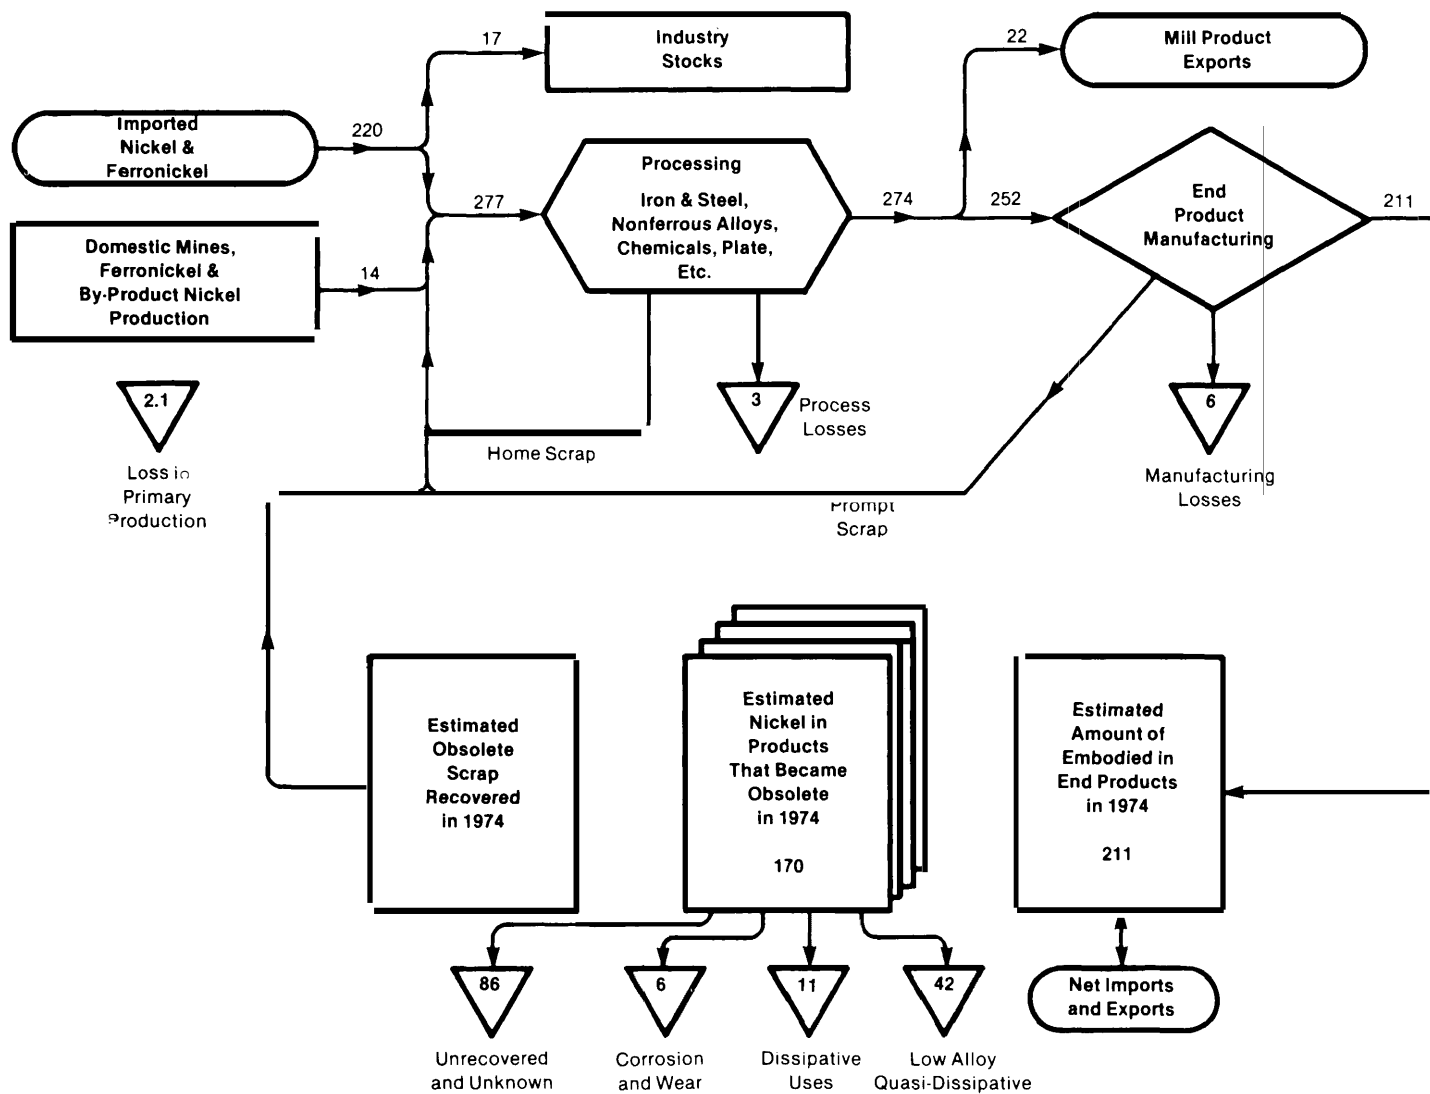 17
Industry
Stocks
22
Mill Product
Exports
Imported
Nickel &
Ferronickel
220
Processing
Iron & Steel,
Nonferrous Alloys,
Chemicals, Plate,
Etc.
277
274
252
End
Product
Manufacturing
211
Domestic Mines,
Ferronickel &
By-Product Nickel
Production
14
2.1
Loss in
Primary
Production
3
Process
Losses
6
Manufacturing
Losses
Home Scrap
Prompt
Scrap
Estimated
Obsolete
Scrap
Recovered
in 1974
Estimated
Nickel in
Products
That Became
Obsolete
in 1974
170
Estimated
Amount of
Embodied in
End Products
in 1974
211
86
Unrecovered
and Unknown
6
Corrosion
and Wear
11
Dissipative
Uses
42
Low Alloy
Quasi-Dissipative
Net Imports
and Exports